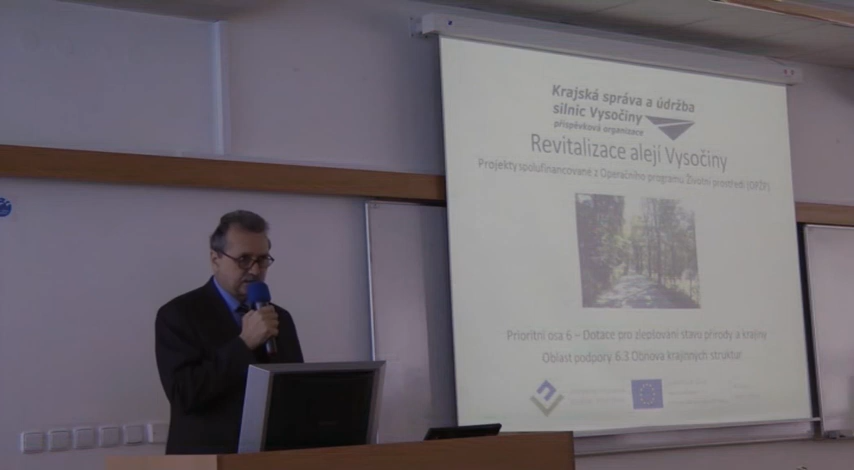 Krajská správa a údržba
silnic Vysočiny
příspěvková organizace
Revitalizace alejí Vysočiny
Projekty spolufinancované z Operačního programu Životní prostředí (OPŽP)
Prioritní osa 6 – Dotace pro zlepšování stavu přírody a krajiny
Oblast podpory 6.3 Obnova krajinných struktur